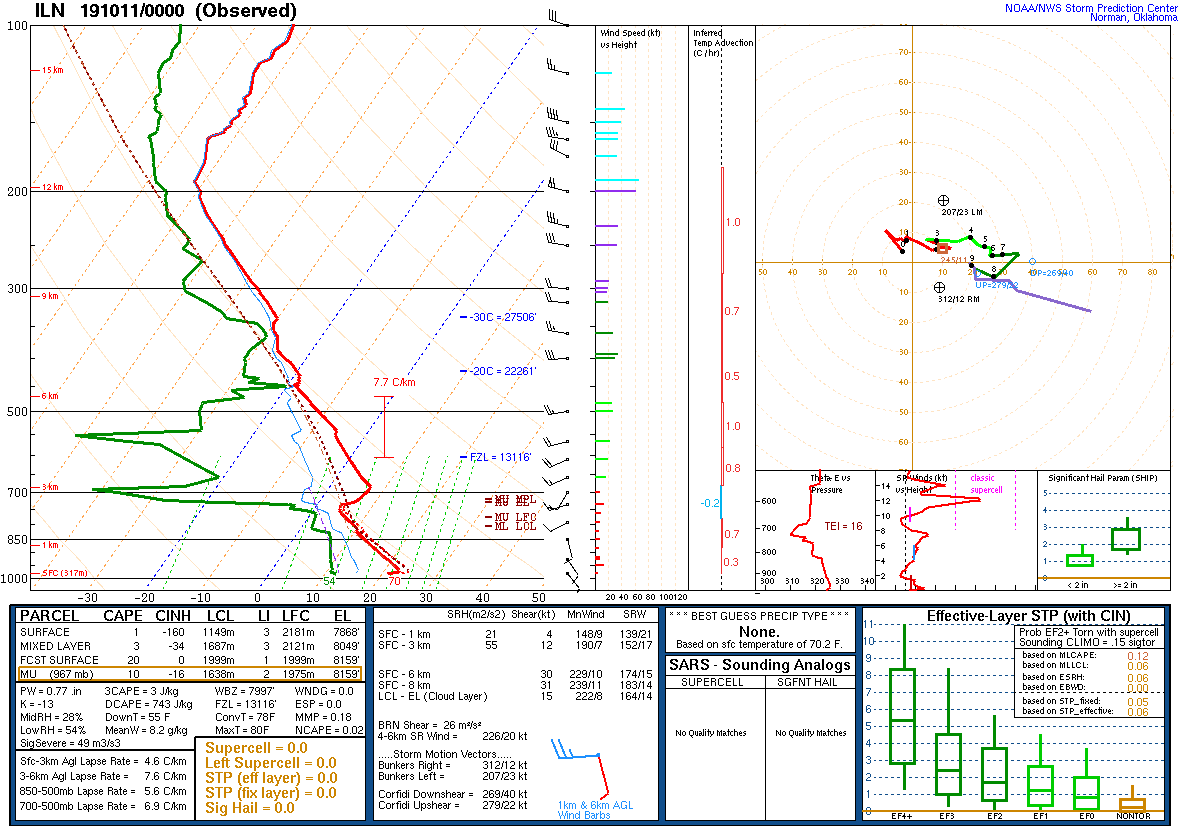 ILN 191011/0000 (Observed)
NOAA/NWS Storm Prediction Center
Norman, Oklahoma
100
200
300
400
500
700
850
1000
15 km
12 km
9 km
6 km
3 km
1 km
SFC (317m)
-30C = 27506'
-20C = 22261'
7.7 C/km
FZL = 13116'
ML LCL
MU LFC
54
70
-30 -20 -10 0 10 20 30 40 50
Wind Speed (kt)
vs Height
20 40 60 80 100120
Inferred
Temp Advection
(C / hr)
1.0
0.7
0.5
1.0
0.8
-0.2
0.7
0.3
70
60
50
40
30
20
10
50 40 30 20 10 10 20 30 40 50 60 70 80
10
20
30
40
50
60
207/23 LM
3 4 5 6 7
9
8
312/12 RM
UP=279/22
Theta-E vs
Pressure
600
700
800
900
TEI = 16
300 310 320 330 340
SR Winds (kt)
vs Height
classic
supercell
14
12
10
8
6
4
2
Significant Hail Param (SHIP)
5
4
3
2
1
0
< 2 in >= 2 in
PARCEL CAPE CINH LCL LI LFC EL
SURFACE 1 -160 1149m 3 2181m 7866'
MIXED LAYER 3 -34 1687m 3 2121m 8049'
FCST SURFACE 20 0 1999m 1 1999m 8159'
MU (967 mb) 10 -16 1638m 2 1975m 8159'
PW = 0.77 .in 3CAPE = 3 J/kg WBZ = 7997' WNDG = 0.0
K = -13 DCAPE = 743 J/kg FZL = 13116' ESP = 0.0
MidRH = 28% DownT = 55 F ConvT = 78F MMP = 0.18
LowRH = 54% MeanW = 8.2 g/kg MaxT = 80F NCAPE = 0.02
SigSevere = 49 m3/s3
Sfc-3km Agl Lapse Rate = 4.6 C/km
3-6km Agl Lapse Rate = 7.6 C/km
850-500mb Lapse Rate = 5.6 C/km
700-500mb Lapse Rate = 6.9 C/km
Supercell = 0.0
Left Supercell = 0.0
STP (eff layer) = 0.0
STP (fix layer) = 0.0
Sig Hail = 0.0
SRH(m2/s2) Shear(kt) MnWind SRW
SFC - 1 km 21 4 148/9 139/21
SFC - 3 km 55 12 190/7 152/17
SFC - 6 km 30 229/10 174/15
SFC - 8 km 31 239/11 183/14
LCL - EL (Cloud Layer) 15 222/8 164/14
BRN Shear = 26 m²/s²
4-6km SR Wind = 226/20 kt
.....Storm Motion Vectors.....
Bunkers Right = 312/12 kt
Bunkers Left = 207/23 kt
Corfidi Downshear = 269/40 kt
Corfidi Upshear = 279/22 kt
1km & 6km AGL
Wind Barbs
* * * BEST GUESS PRECIP TYPE * * *
None.
Based on sfc temperature of 70.2 F.
SARS - Sounding Analogs
SUPERCELL SGFNT HAIL
No Quality Matches No Quality Matches
Effective-Layer STP (with CIN)
11
10
9
8
7
6
5
4
3
2
1
0
EF4+ EF3 EF2 EF1 EF0 NONTOR
Prob EF2+ Torn with supercell
Sounding CLIMO = .15 sigtor
based on MLCAPE: 0.12
based on MLLCL: 0.06
based on ESRH: 0.06
based on EBWD: 0.00
based on STP_fixed: 0.05
based on STP_effective: 0.06